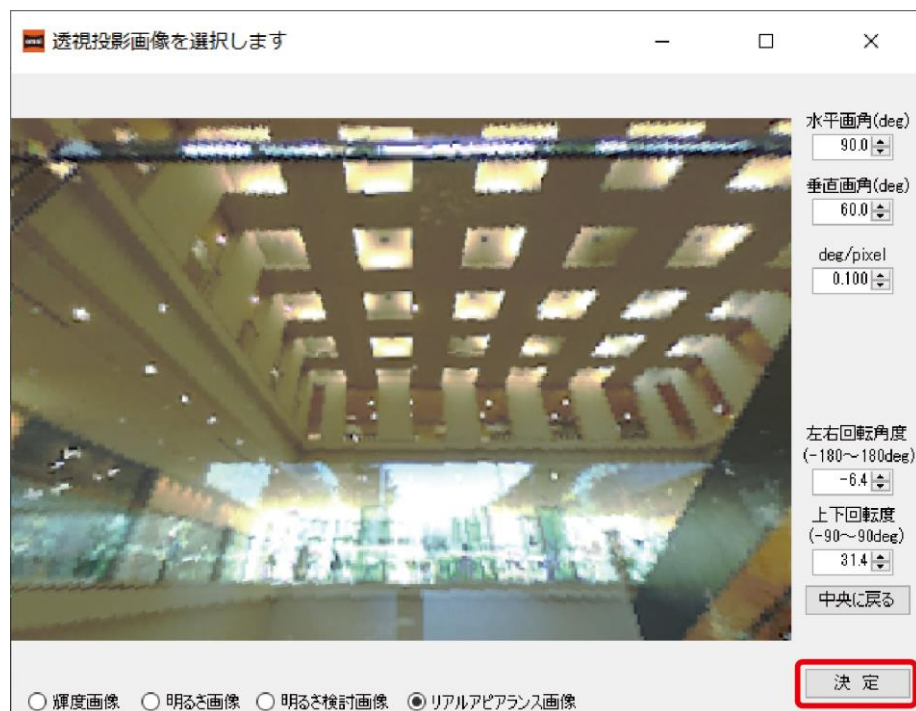 透視投影画像を選択します
水平画角(deg)
90.0
垂直画角(deg)
60.0
deg/pixel
0.100
左右回転角度
(-180～180deg)
-6.4
上下回転度
(-90～90deg)
31.4
中央に戻る
決定
輝度画像 明るさ画像 明るさ検討画像 リアルアピアランス画像